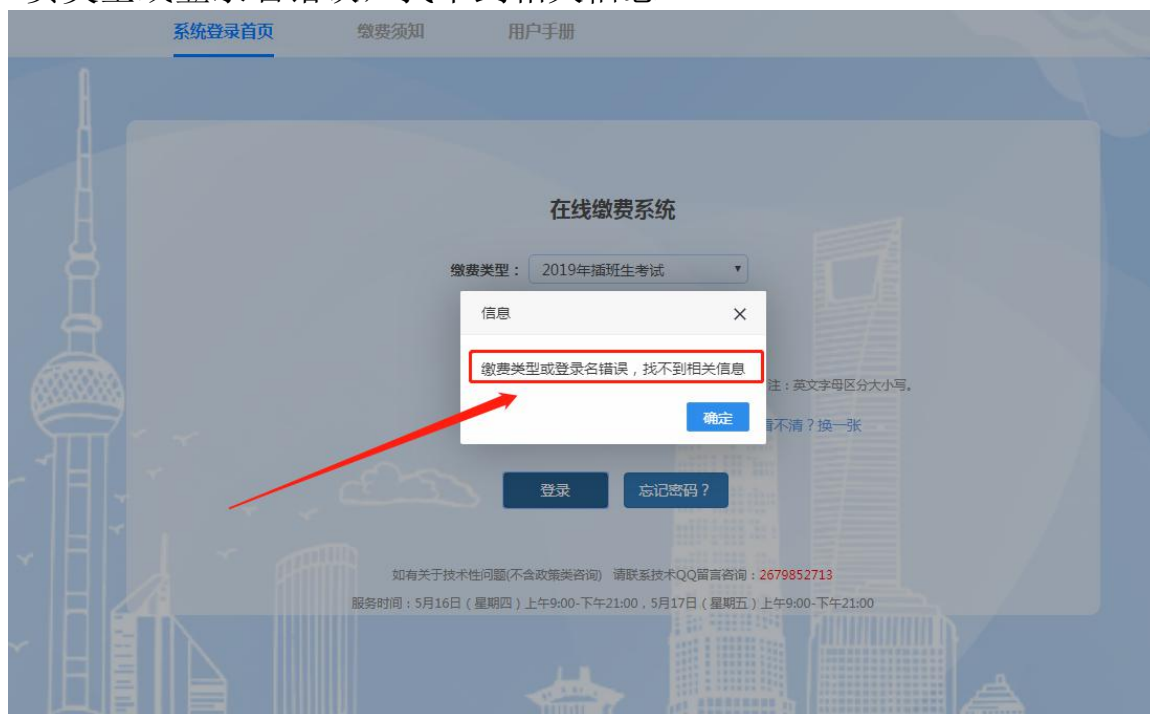 系统登录首页 缴费须知 用户手册
在线缴费系统
缴费类型： 2019年插班生考试
信息
缴费类型或登录名错误，找不到相关信息
注：英文字母区分大小写。
确定
看不清？换一张
登录 忘记密码？
如有关于技术性问题(不含政策类咨询) 请联系技术QQ留言咨询：2679852713
服务时间：5月16日（星期四）上午9:00-下午21:00，5月17日（星期五）上午9:00-下午21:00